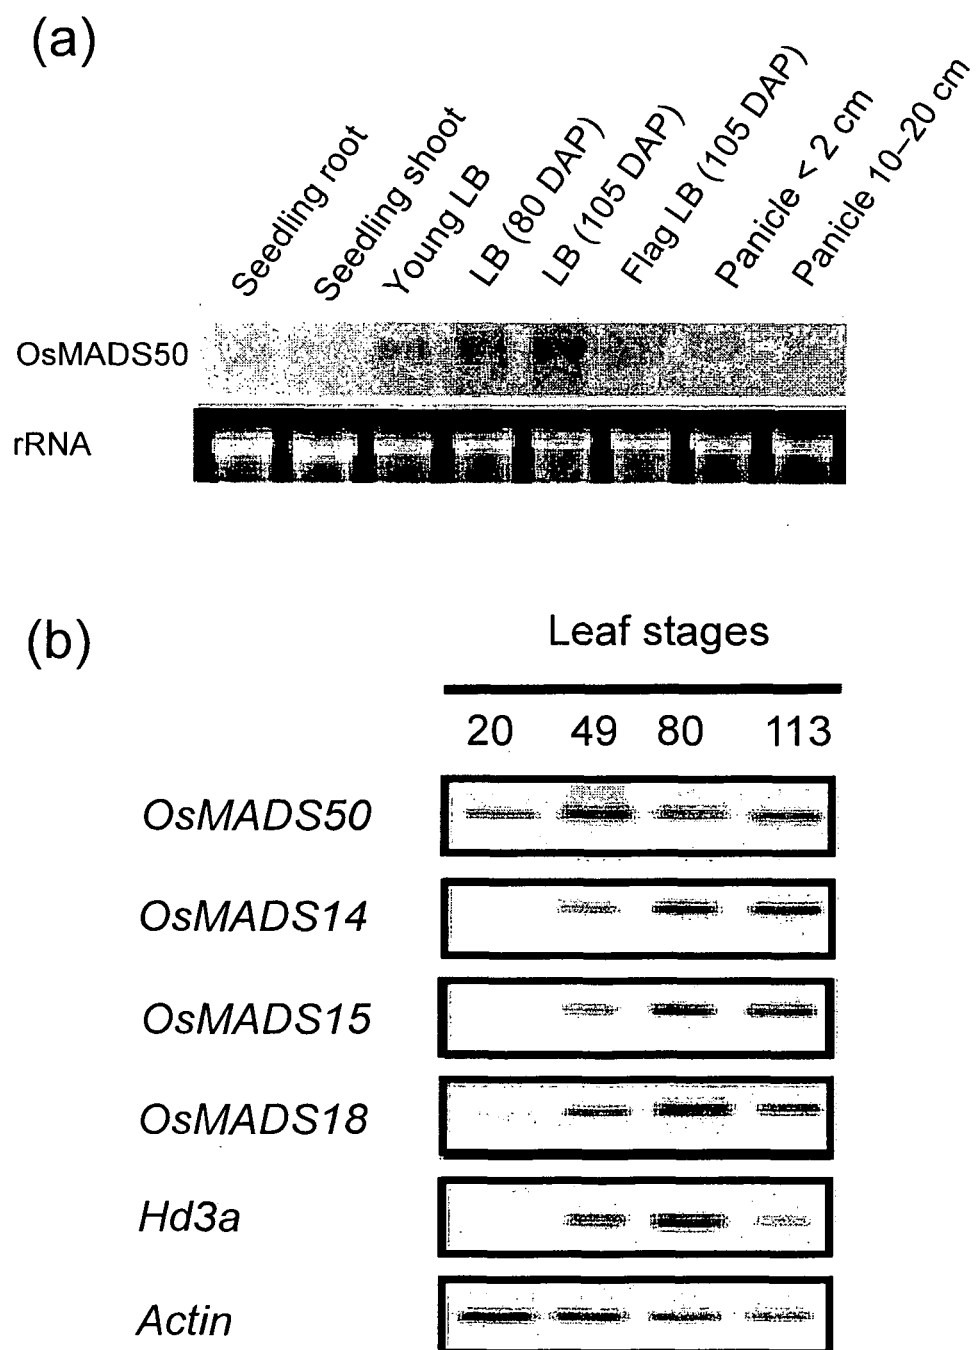 (a)
Seedling root
Seedling shoot
Young LB
LB (80 DAP)
LB (105 DAP)
Flag LB (105 DAP)
Panicle < 2 cm
Panicle 10–20 cm
OsMADS50
rRNA
(b)
Leaf stages
20 49 80 113
OsMADS50
OsMADS14
OsMADS15
OsMADS18
Hd3a
Actin